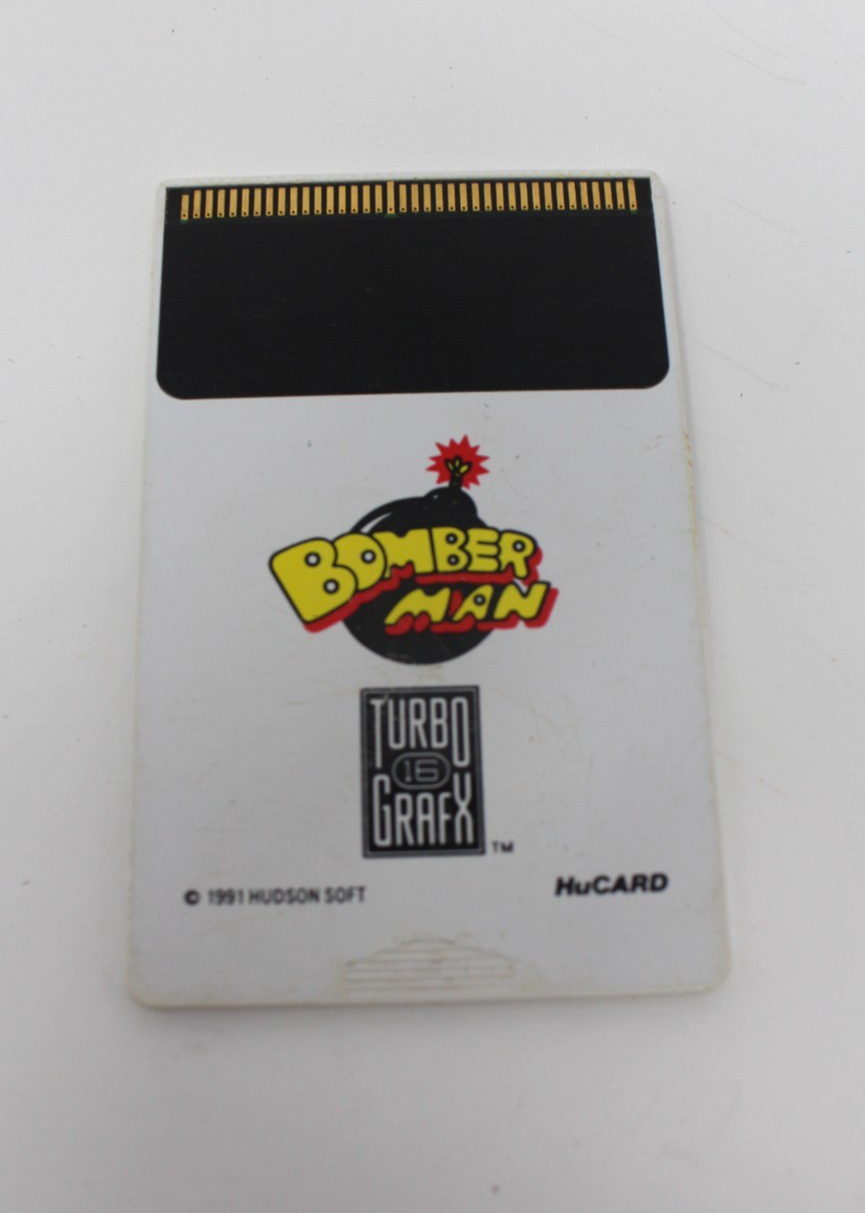 BOMBER
MAN
TURBO
16
GRAFX
TM
© 1991 HUDSON SOFT
HuCARD